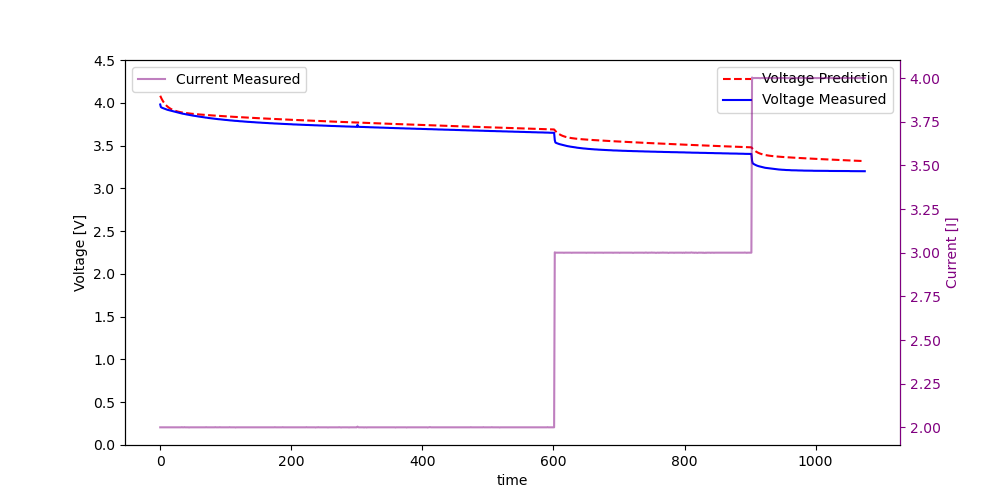 Current Measured
Voltage Prediction
Voltage Measured
4.5
4.0
3.5
3.0
2.5
2.0
1.5
1.0
0.5
0.0
Voltage [V]
4.00
3.75
3.50
3.25
3.00
2.75
2.50
2.25
2.00
Current [I]
0 200 400 600 800 1000
time